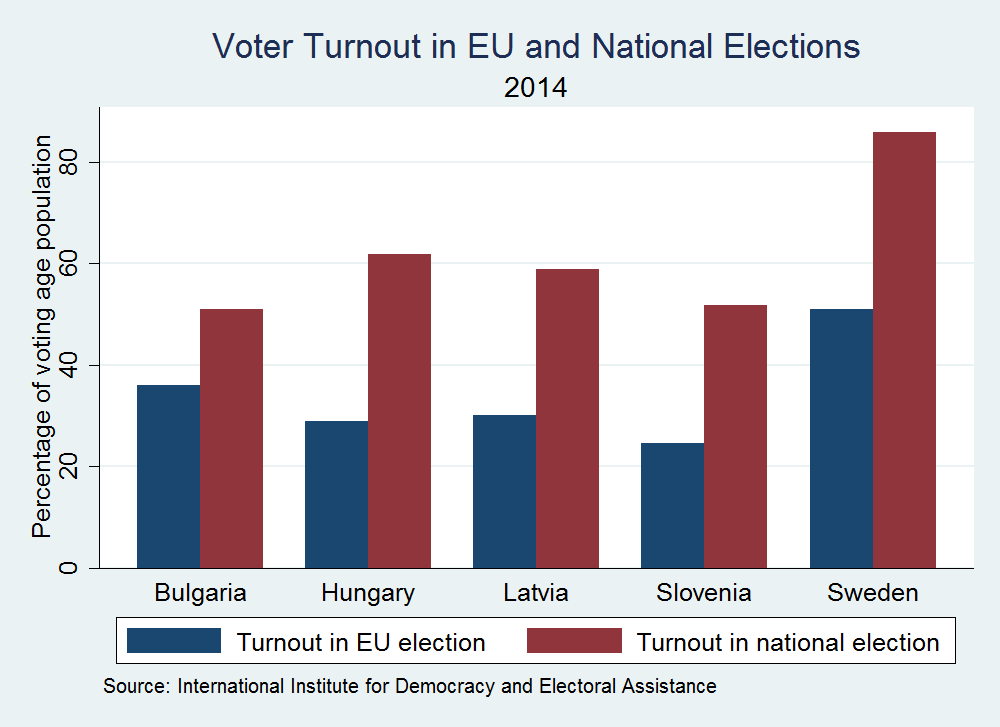 Voter Turnout in EU and National Elections
2014
Percentage of voting age population
80
60
40
20
0
Bulgaria Hungary Latvia Slovenia Sweden
Turnout in EU election Turnout in national election
Source: International Institute for Democracy and Electoral Assistance